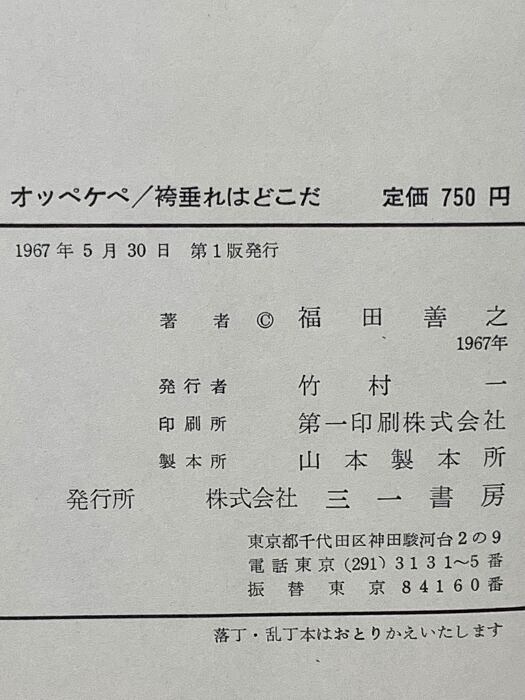 オッペケペ/袴垂れはどこだ 定価 750 円
1967 年 5 月 30 日 第1版発行
著者 © 福田善之
1967年
発行者 竹村一
印刷所 第一印刷株式会社
製本所 山本製本所
発行所 株式会社 三一書房
東京都千代田区神田駿河台2の9
電話東京 (291) 3131〜5 番
振替東京 84160番
落丁・乱丁本はおとりかえいたします